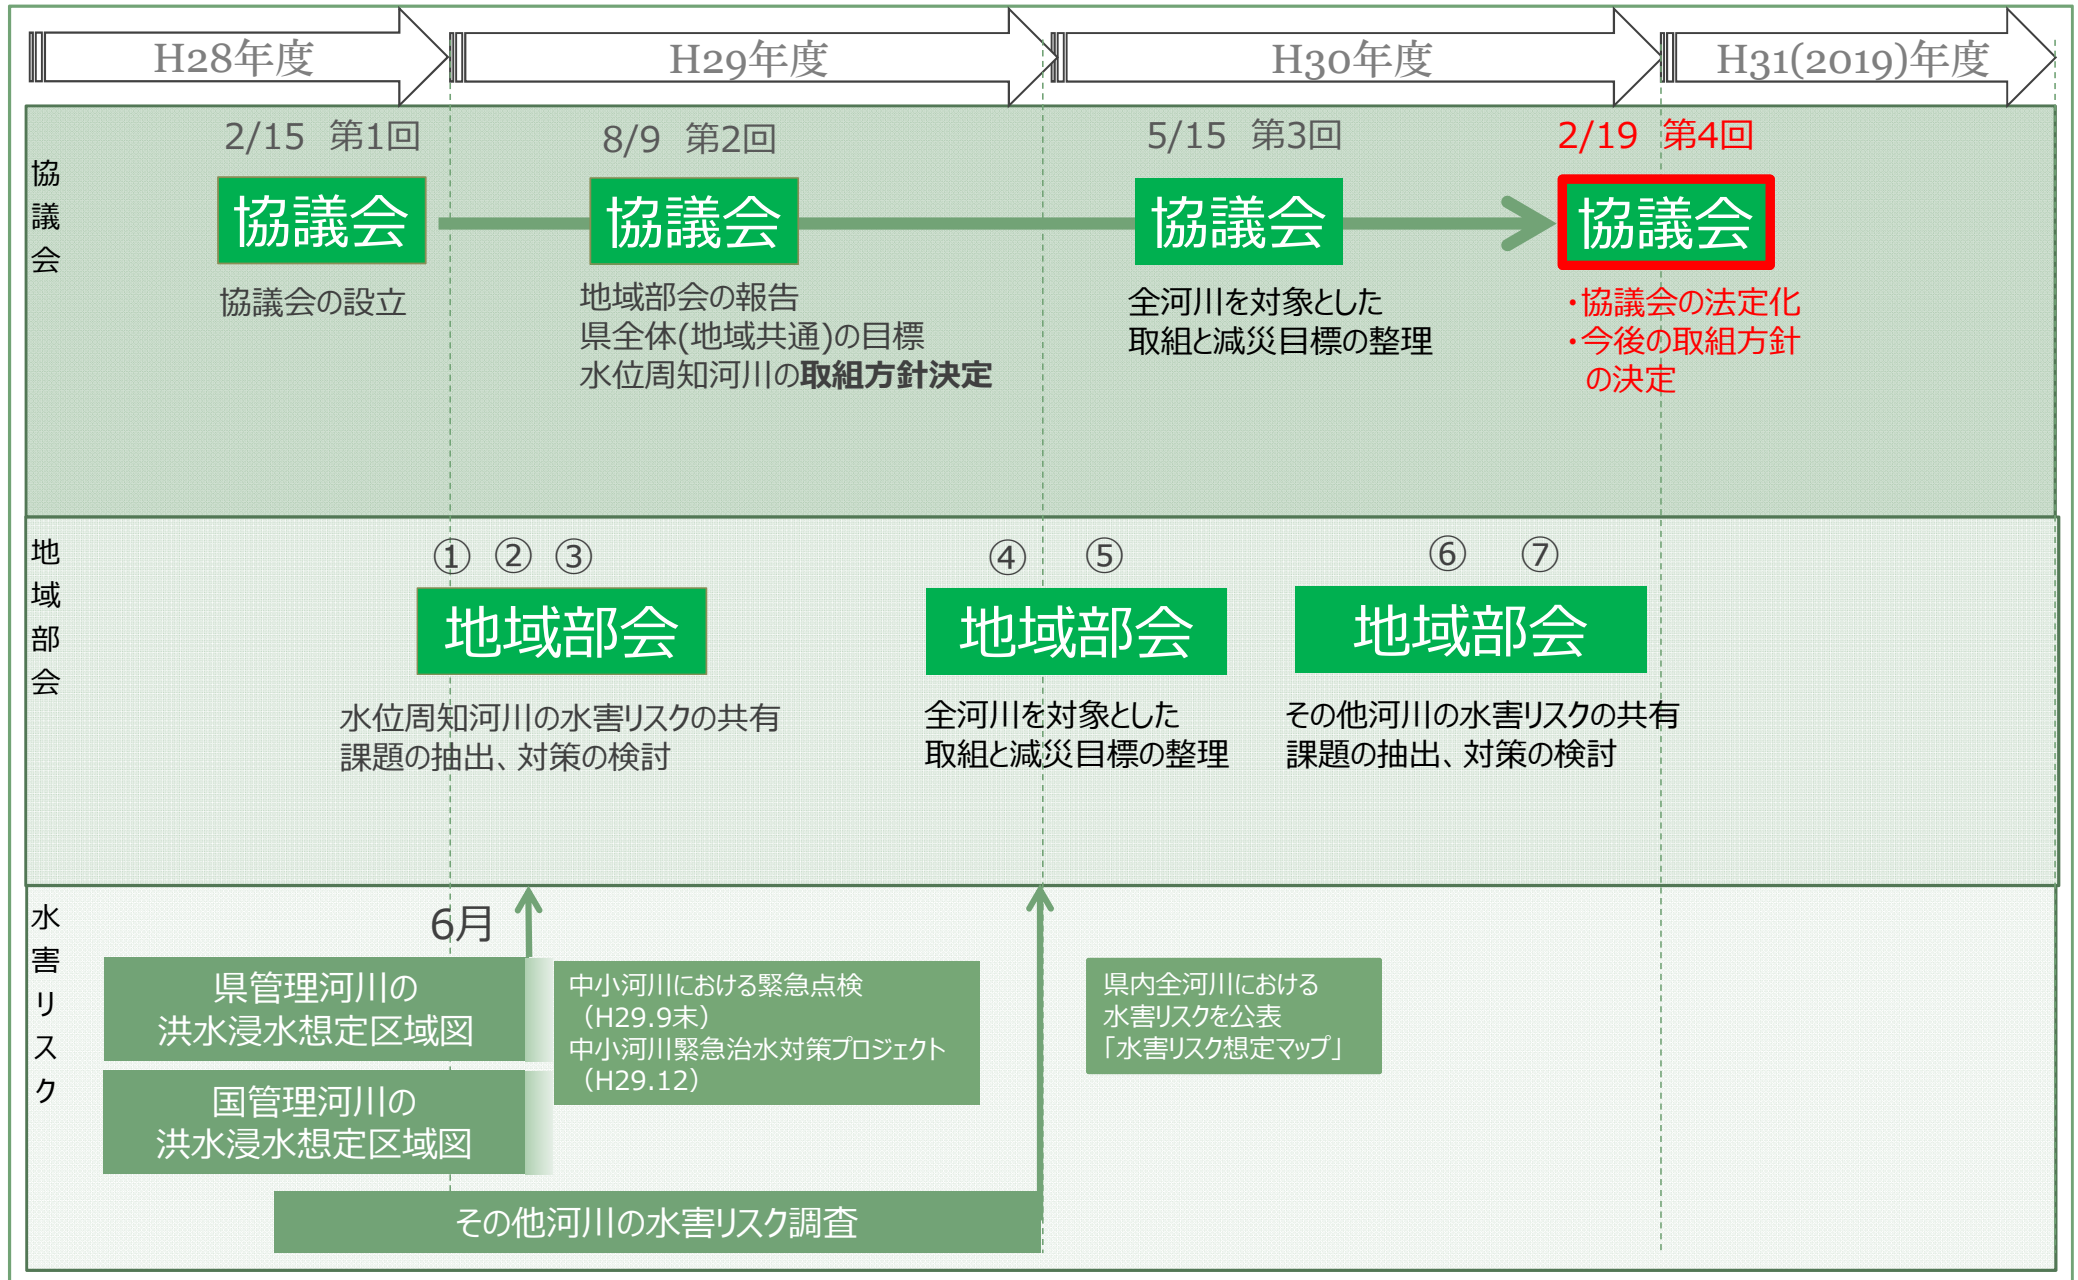 H28年度
H29年度
H30年度
H31(2019)年度
協議会
2/15 第1回
8/9 第2回
5/15 第3回
2/19 第4回
協議会
協議会
協議会
協議会
協議会の設立
地域部会の報告
県全体(地域共通)の目標
水位周知河川の取組方針決定
全河川を対象とした
取組と減災目標の整理
・協議会の法定化
・今後の取組方針
の決定
地域部会
① ② ③
④ ⑤
⑥ ⑦
地域部会
地域部会
地域部会
水位周知河川の水害リスクの共有
課題の抽出、対策の検討
全河川を対象とした
取組と減災目標の整理
その他河川の水害リスクの共有
課題の抽出、対策の検討
水害リスク
6月
県管理河川の
洪水浸水想定区域図
国管理河川の
洪水浸水想定区域図
中小河川における緊急点検
（H29.9末）
中小河川緊急治水対策プロジェクト
（H29.12）
県内全河川における
水害リスクを公表
「水害リスク想定マップ」
その他河川の水害リスク調査